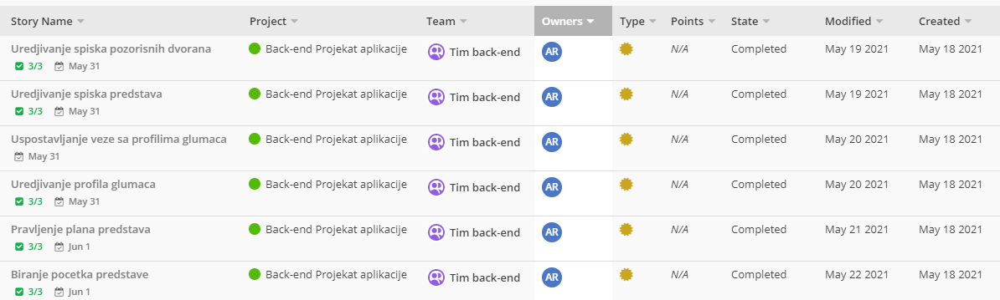 Story Name Project Team Owners Type Points State Modified Created
Uredjivanje spiska pozorisnih dvorana Back-end Projekat aplikacije Tim back-end AR N/A Completed May 19 2021 May 18 2021
3/3 May 31
Uredjivanje spiska predstava Back-end Projekat aplikacije Tim back-end AR N/A Completed May 19 2021 May 18 2021
3/3 May 31
Uspostavljanje veze sa profilima glumaca Back-end Projekat aplikacije Tim back-end AR N/A Completed May 20 2021 May 18 2021
May 31
Uredjivanje profila glumaca Back-end Projekat aplikacije Tim back-end AR N/A Completed May 20 2021 May 18 2021
3/3 May 31
Pravljenje plana predstava Back-end Projekat aplikacije Tim back-end AR N/A Completed May 21 2021 May 18 2021
3/3 Jun 1
Biranje pocetka predstave Back-end Projekat aplikacije Tim back-end AR N/A Completed May 22 2021 May 18 2021
3/3 Jun 1